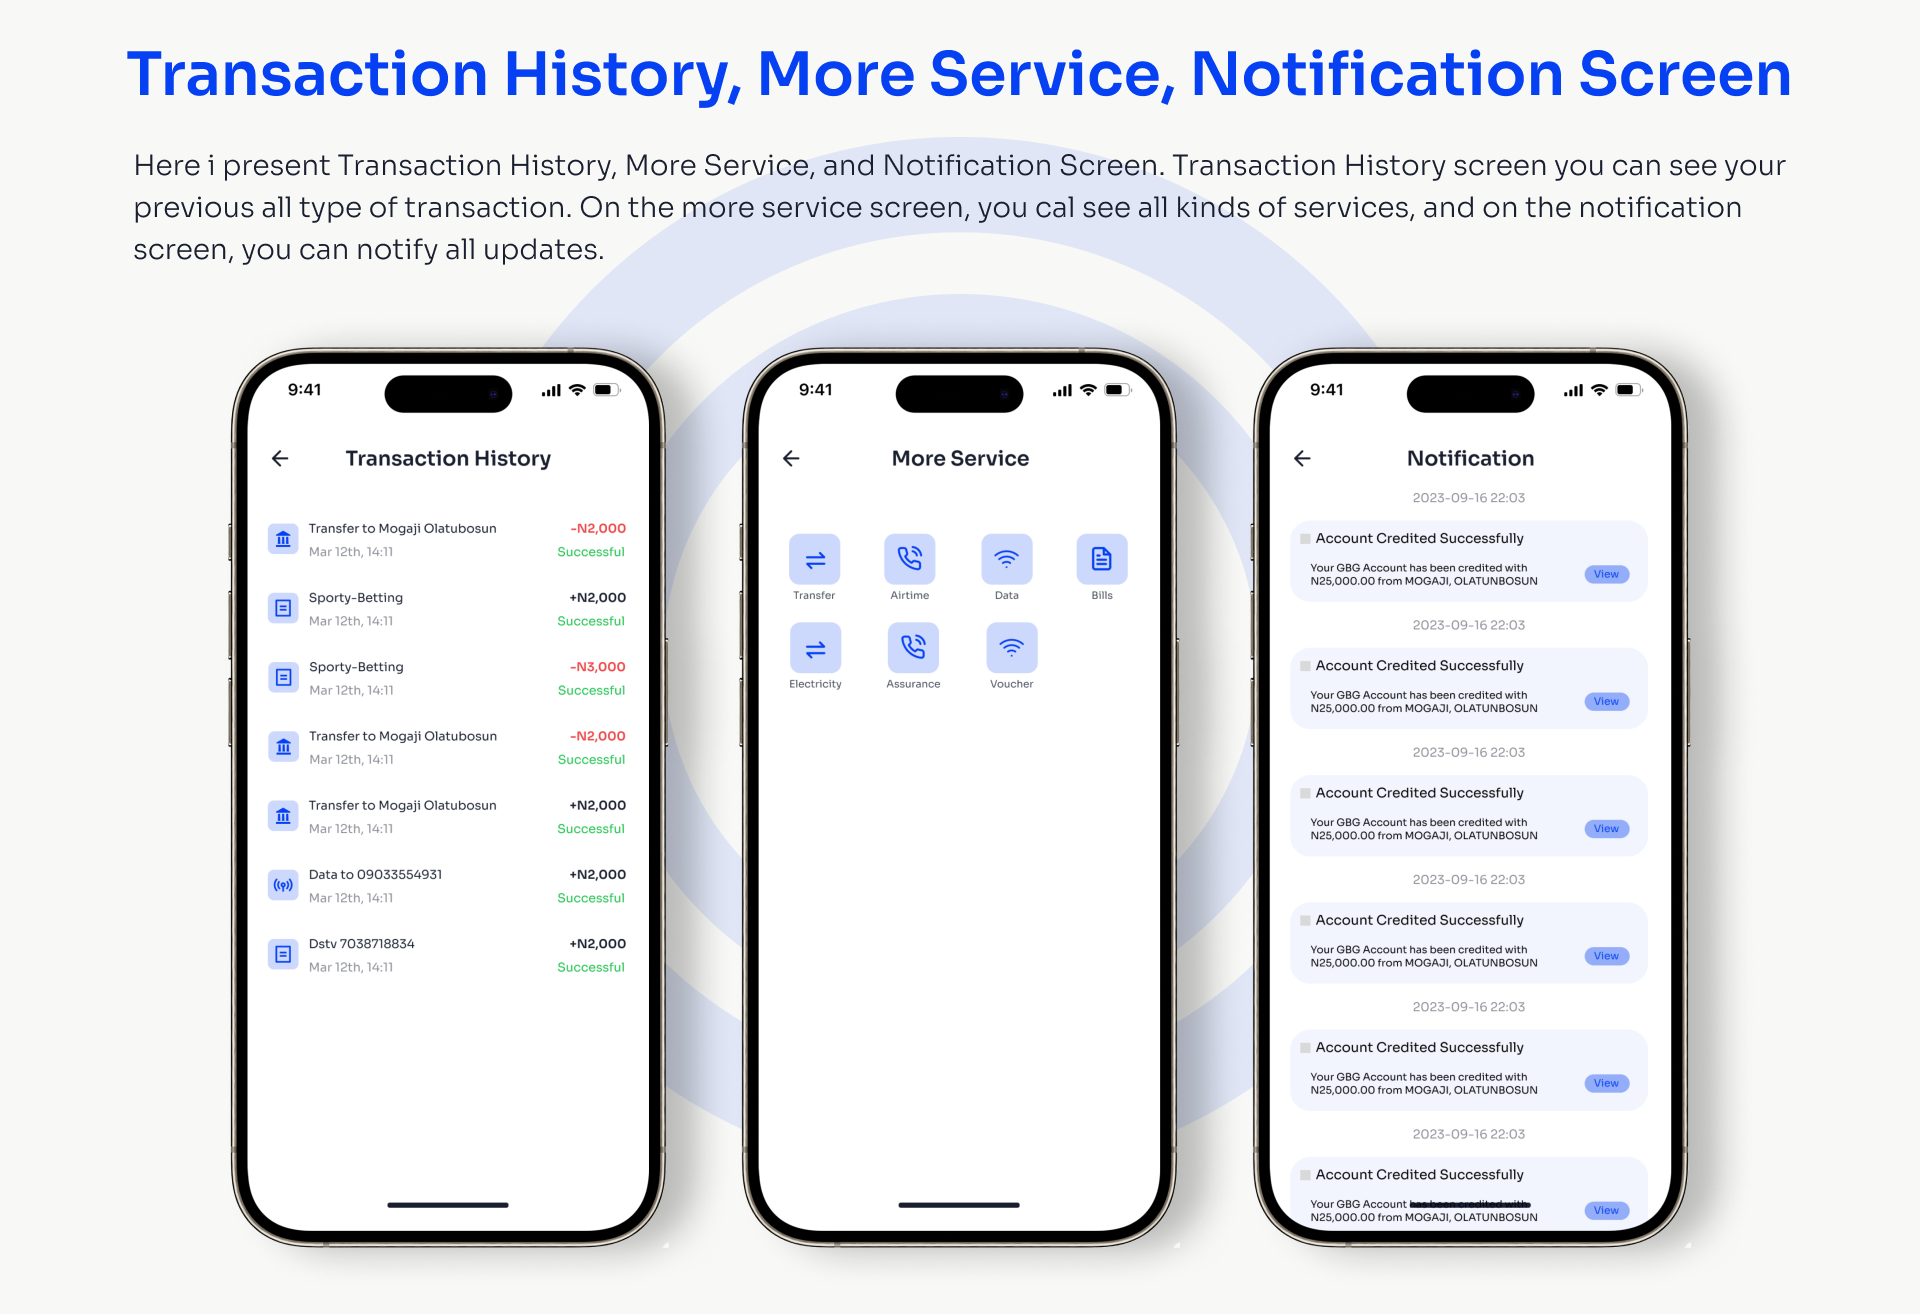 Transaction History, More Service, Notification Screen
Here i present Transaction History, More Service, and Notification Screen. Transaction History screen you can see your
previous all type of transaction. On the more service screen, you cal see all kinds of services, and on the notification
screen, you can notify all updates.
9:41
Transaction History
Transfer to Mogaji Olatubosun -N2,000
Mar 12th, 14:11 Successful
Sporty-Betting +N2,000
Mar 12th, 14:11 Successful
Sporty-Betting -N3,000
Mar 12th, 14:11 Successful
Transfer to Mogaji Olatubosun -N2,000
Mar 12th, 14:11 Successful
Transfer to Mogaji Olatubosun +N2,000
Mar 12th, 14:11 Successful
Data to 09033554931 +N2,000
Mar 12th, 14:11 Successful
Dstv 7038718834 +N2,000
Mar 12th, 14:11 Successful
9:41
More Service
Transfer Airtime Data Bills
Electricity Assurance Voucher
9:41
Notification
2023-09-16 22:03
Account Credited Successfully
Your GBG Account has been credited with
N25,000.00 from MOGAJI, OLATUNBOSUN
View
2023-09-16 22:03
Account Credited Successfully
Your GBG Account has been credited with
N25,000.00 from MOGAJI, OLATUNBOSUN
View
2023-09-16 22:03
Account Credited Successfully
Your GBG Account has been credited with
N25,000.00 from MOGAJI, OLATUNBOSUN
View
2023-09-16 22:03
Account Credited Successfully
Your GBG Account has been credited with
N25,000.00 from MOGAJI, OLATUNBOSUN
View
2023-09-16 22:03
Account Credited Successfully
Your GBG Account has been credited with
N25,000.00 from MOGAJI, OLATUNBOSUN
View
2023-09-16 22:03
Account Credited Successfully
Your GBG Account has been credited with
N25,000.00 from MOGAJI, OLATUNBOSUN
View